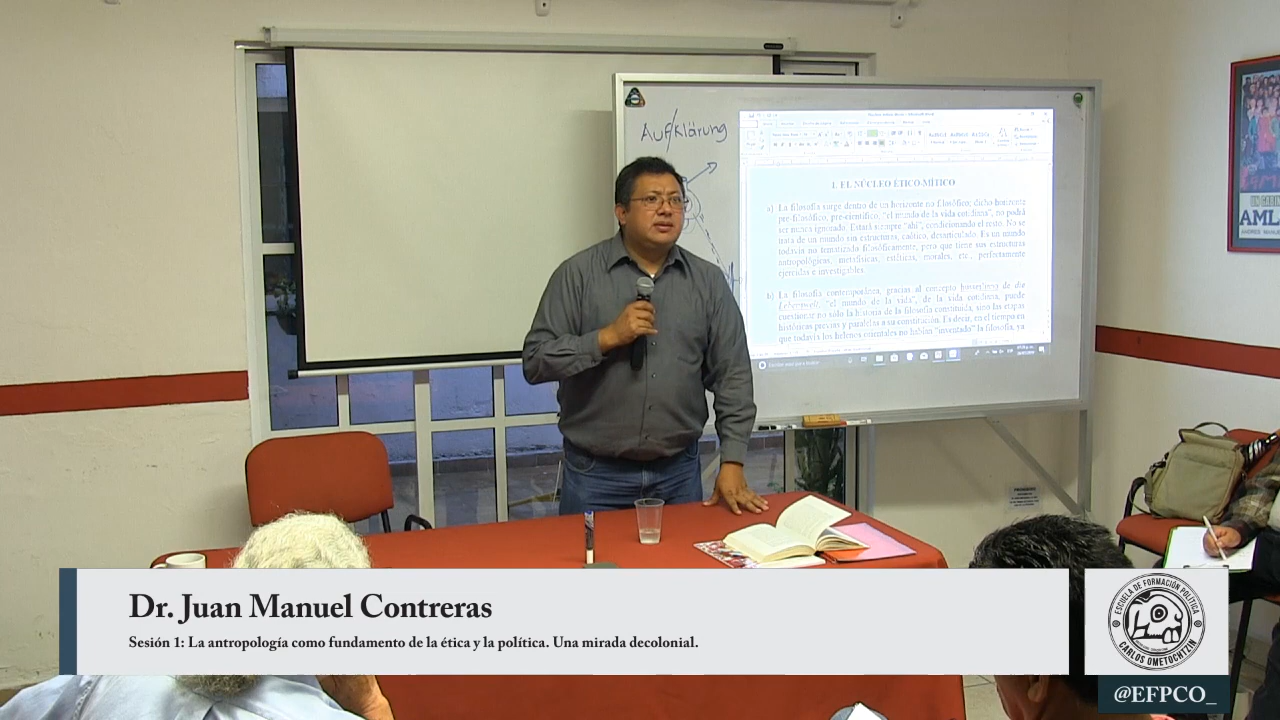 Aufklärung
1. EL NÚCLEO ÉTICO-MÍTICO
a) La filosofía surge dentro de un horizonte no filosófico; dicho horizonte
pre-filosófico, pre-científico, "el mundo de la vida cotidiana", no podrá
ser nunca ignorado. Estará siempre "ahí", condicionando el resto. No se
trata de un mundo sin estructuras, caótico, desarticulado. Es un mundo
todavía no tematizado filosóficamente, pero que tiene sus estructuras
antropológicas, metafísicas, estéticas, morales, etc., perfectamente
ejercidas e investigables.
b) La filosofía contemporánea, gracias al concepto husserliano de die
Lebenswelt, "el mundo de la vida", de la vida cotidiana, puede
cuestionar no sólo la historia de la filosofía constituida, sino las etapas
históricas previas y paralelas a su constitución. Es decir, en el tiempo en
que todavía los helenos orientales no habían "inventado" la filosofía, ya
UN GABIN
AMLO
ANDRÉS MANUEL
Dr. Juan Manuel Contreras
Sesión 1: La antropología como fundamento de la ética y la política. Una mirada decolonial.
ESCUELA DE FORMACIÓN POLÍTICA
CARLOS OMETOCHTZIN
@EFPCO_